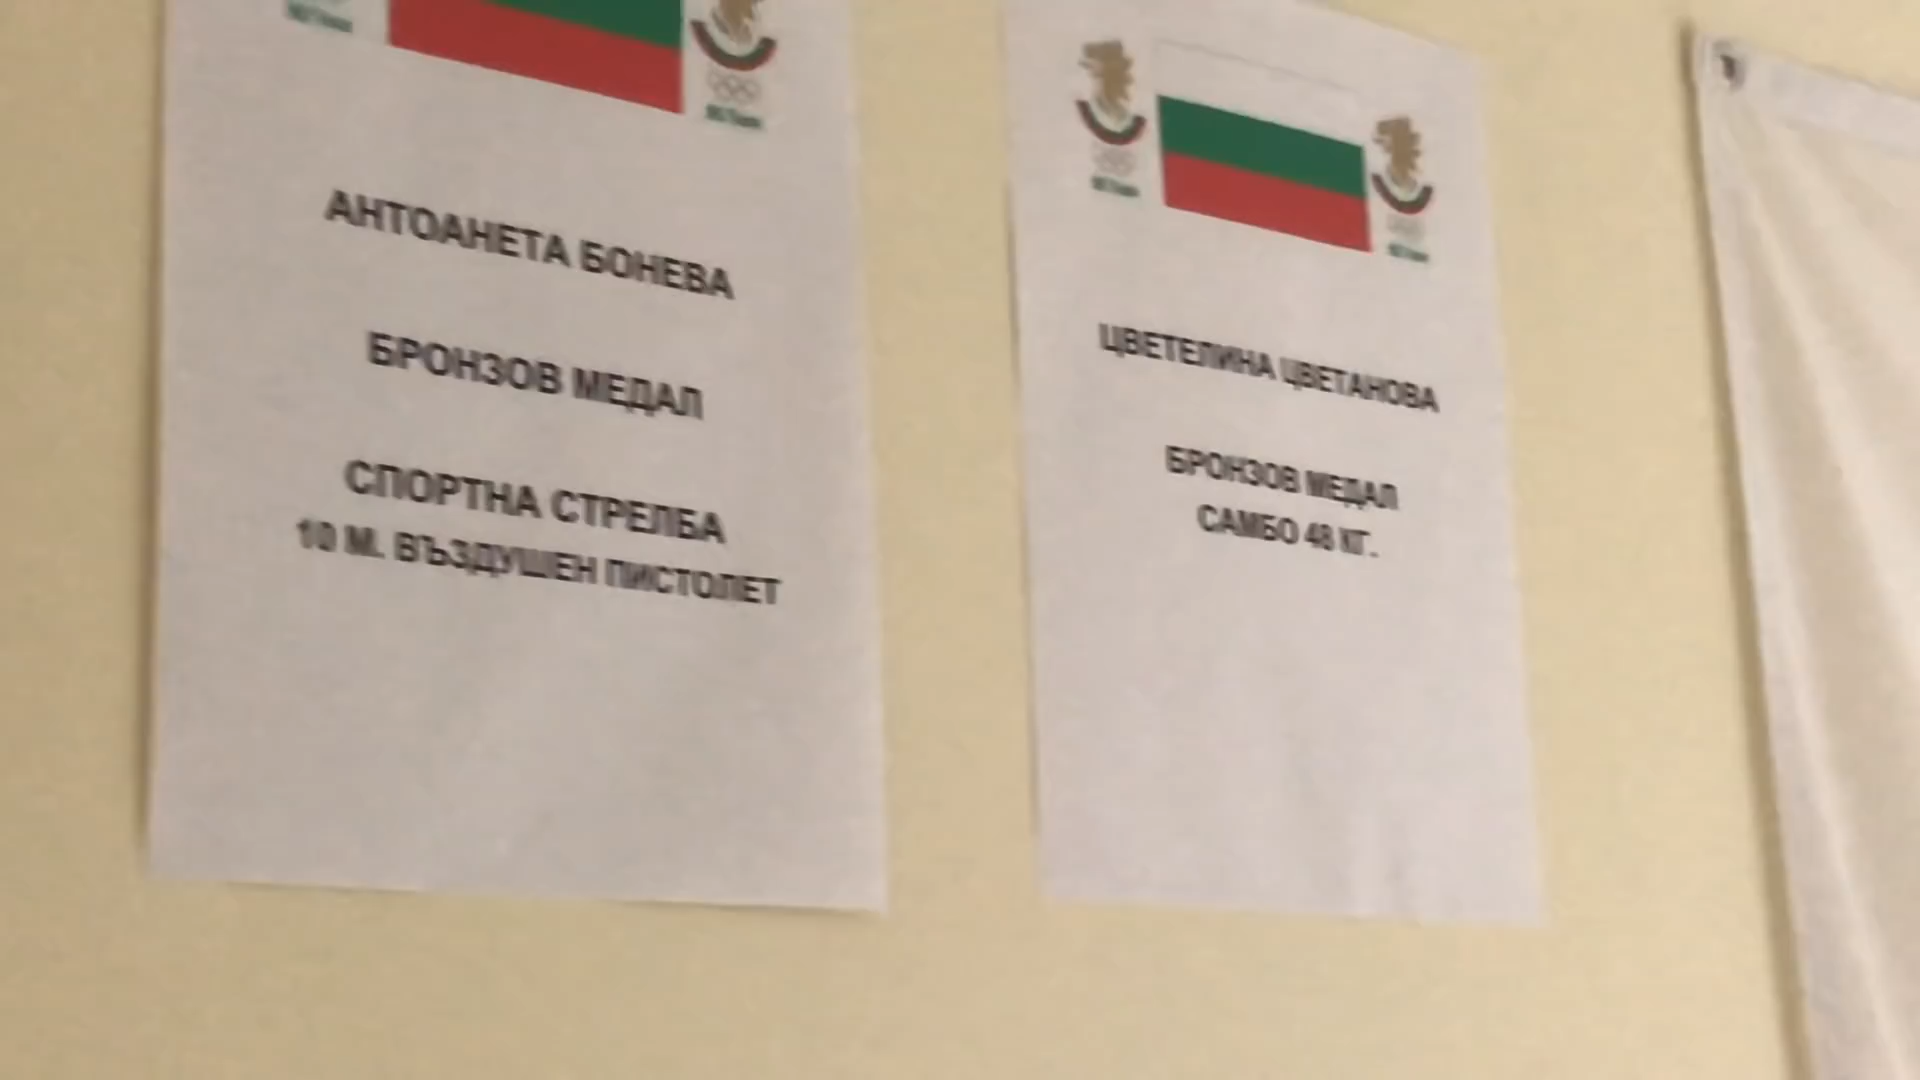 АНТОАНЕТА БОНЕВА
БРОНЗОВ МЕДАЛ
СПОРТНА СТРЕЛБА
10 М. ВЪЗДУШЕН ПИСТОЛЕТ
ЦВЕТЕЛИНА ЦВЕТАНОВА
БРОНЗОВ МЕДАЛ
САМБО 48 КГ.